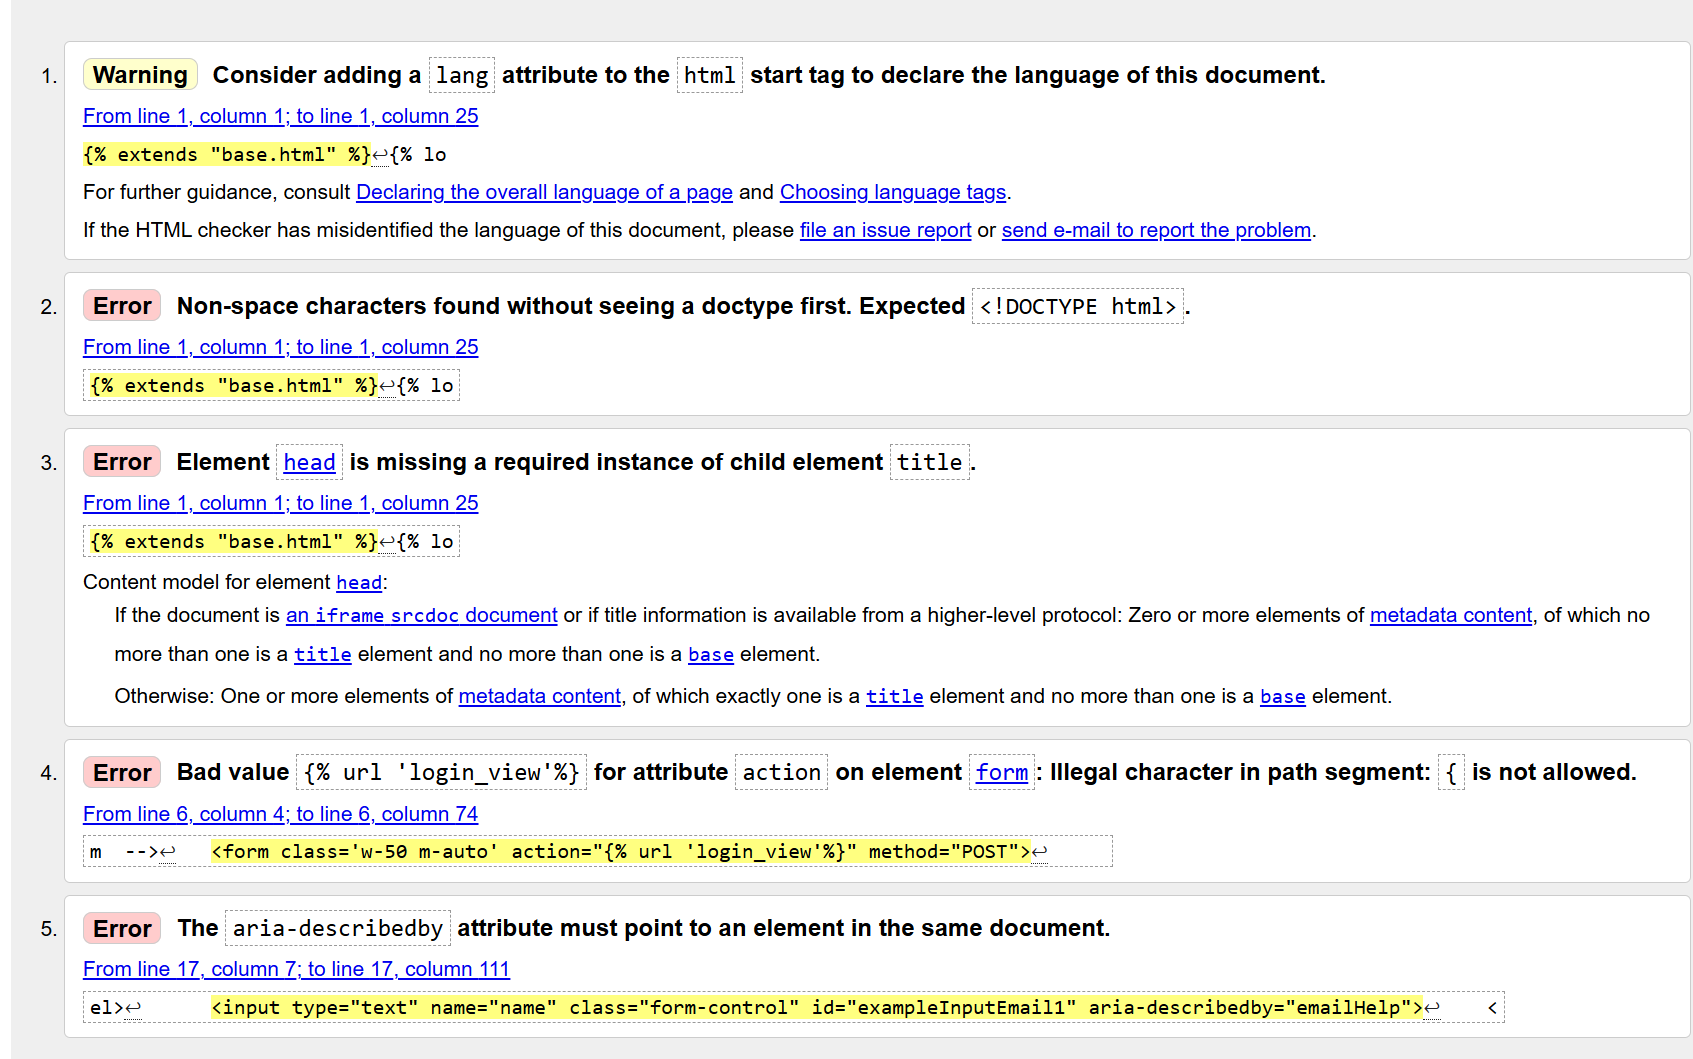 1. Warning Consider adding a lang attribute to the html start tag to declare the language of this document.
From line 1, column 1; to line 1, column 25
{% extends "base.html" %}↩{% lo
For further guidance, consult Declaring the overall language of a page and Choosing language tags.
If the HTML checker has misidentified the language of this document, please file an issue report or send e-mail to report the problem.
2. Error Non-space characters found without seeing a doctype first. Expected <!DOCTYPE html>.
From line 1, column 1; to line 1, column 25
{% extends "base.html" %}↩{% lo
3. Error Element head is missing a required instance of child element title.
From line 1, column 1; to line 1, column 25
{% extends "base.html" %}↩{% lo
Content model for element head:
If the document is an iframe srcdoc document or if title information is available from a higher-level protocol: Zero or more elements of metadata content, of which no
more than one is a title element and no more than one is a base element.
Otherwise: One or more elements of metadata content, of which exactly one is a title element and no more than one is a base element.
4. Error Bad value {% url 'login_view'%} for attribute action on element form: Illegal character in path segment: { is not allowed.
From line 6, column 4; to line 6, column 74
m  -->↩   <form class='w-50 m-auto' action="{% url 'login_view'%}" method="POST">↩
5. Error The aria-describedby attribute must point to an element in the same document.
From line 17, column 7; to line 17, column 111
el>↩      <input type="text" name="name" class="form-control" id="exampleInputEmail1" aria-describedby="emailHelp">↩    <